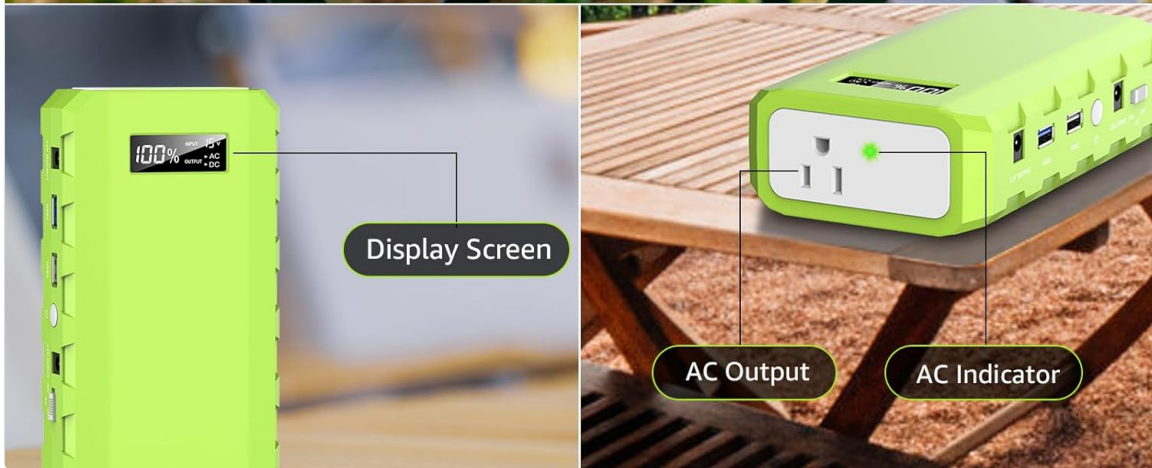 100%
INPUT 15V
OUTPUT ▸AC
▸DC
Display Screen
AC Output
AC Indicator